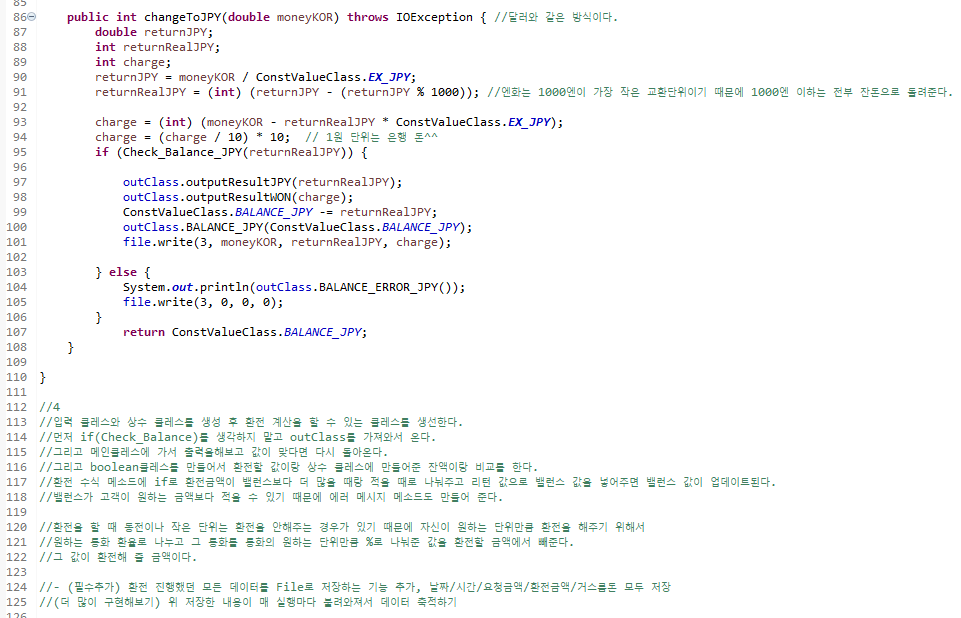 85
86 public int changeToJPY(double moneyKOR) throws IOException { //달러와 같은 방식이다.
87 double returnJPY;
88 int returnRealJPY;
89 int charge;
90 returnJPY = moneyKOR / ConstValueClass.EX_JPY;
91 returnRealJPY = (int) (returnJPY - (returnJPY % 1000)); //엔화는 1000엔이 가장 작은 교환단위이기 때문에 1000엔 이하는 전부 잔돈으로 돌려준다.
92
93 charge = (int) (moneyKOR - returnRealJPY * ConstValueClass.EX_JPY);
94 charge = (charge / 10) * 10; // 1원 단위는 은행 돈^^
95 if (Check_Balance_JPY(returnRealJPY)) {
96
97 outClass.outputResultJPY(returnRealJPY);
98 outClass.outputResultWON(charge);
99 ConstValueClass.BALANCE_JPY -= returnRealJPY;
100 outClass.BALANCE_JPY(ConstValueClass.BALANCE_JPY);
101 file.write(3, moneyKOR, returnRealJPY, charge);
102
103 } else {
104 System.out.println(outClass.BALANCE_ERROR_JPY());
105 file.write(3, 0, 0, 0);
106 }
107 return ConstValueClass.BALANCE_JPY;
108 }
109
110 }
111
112 //4
113 //입력 클레스와 상수 클레스를 생성 후 환전 계산을 할 수 있는 클레스를 생선한다.
114 //먼저 if(Check_Balance)를 생각하지 말고 outClass를 가져와서 온다.
115 //그리고 메인클레스에 가서 출력을해보고 값이 맞다면 다시 돌아온다.
116 //그리고 boolean클레스를 만들어서 환전할 값이랑 상수 클레스에 만들어준 잔액이랑 비교를 한다.
117 //환전 수식 메소드에 if로 환전금액이 밸런스보다 더 많을 때랑 적을 때로 나눠주고 리턴 값으로 밸런스 값을 넣어주면 밸런스 값이 업데이트된다.
118 //밸런스가 고객이 원하는 금액보다 적을 수 있기 때문에 에러 메시지 메소드도 만들어 준다.
119
120 //환전을 할 때 동전이나 작은 단위는 환전을 안해주는 경우가 있기 때문에 자신이 원하는 단위만큼 환전을 해주기 위해서
121 //원하는 통화 환율로 나누고 그 통화를 통화의 원하는 단위만큼 %로 나눠준 값을 환전할 금액에서 빼준다.
122 //그 값이 환전해 줄 금액이다.
123
124 //- (필수추가) 환전 진행했던 모든 데이터를 File로 저장하는 기능 추가, 날짜/시간/요청금액/환전금액/거스름돈 모두 저장
125 //(더 많이 구현해보기) 위 저장한 내용이 매 실행마다 불러와져서 데이터 축적하기
126